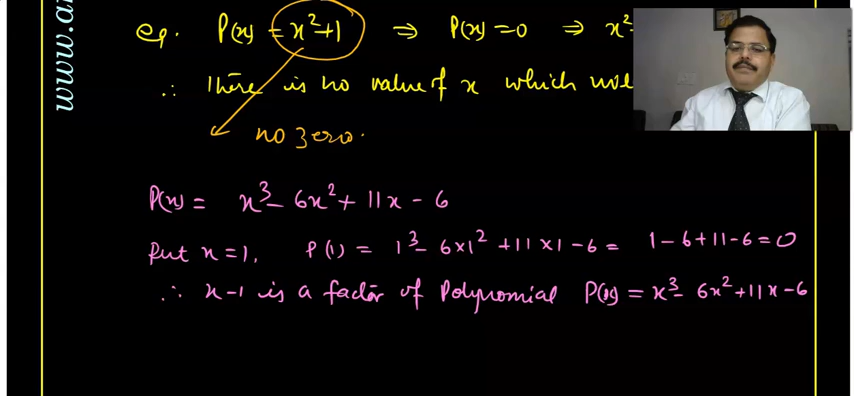 www.a
eg. P(x) = x²+1 ⇒ P(x)=0 ⇒ x²-
∴ There is no value of x which
no zero.
P(x) = x³- 6x²+ 11x - 6
Put x=1, P(1) = 1³- 6×1² +11×1-6 = 1-6+11-6=0
∴ x-1 is a factor of Polynomial P(x) = x³- 6x²+11x-6